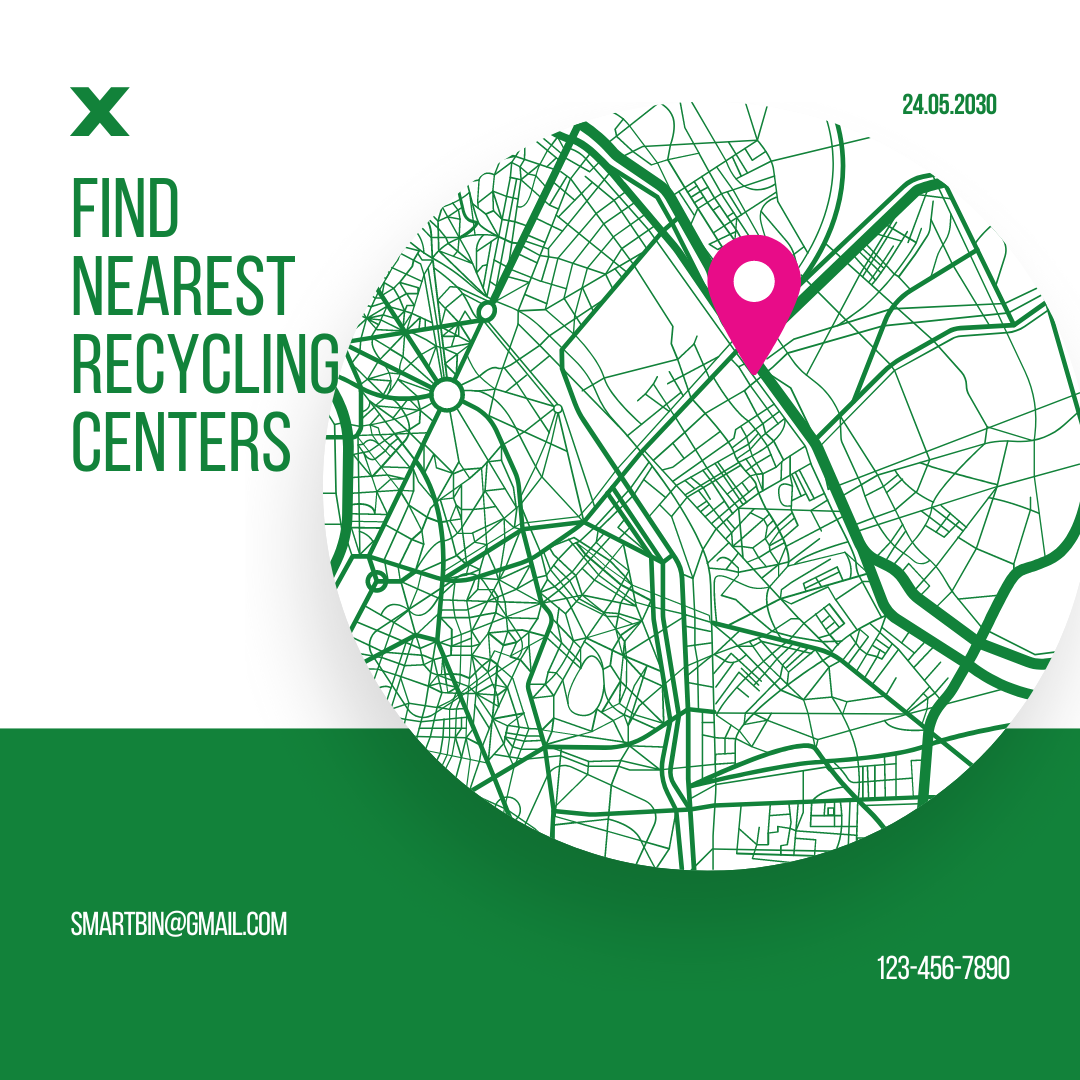 X
24.05.2030
FIND
NEAREST
RECYCLING
CENTERS
SMARTBIN@GMAIL.COM
123-456-7890